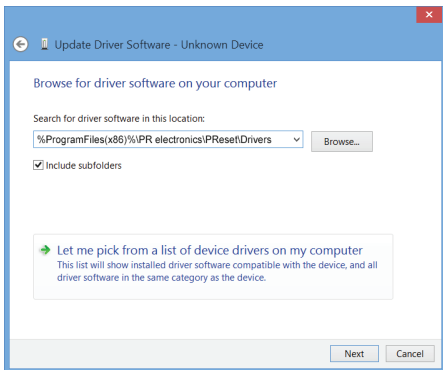 Update Driver Software - Unknown Device
Browse for driver software on your computer
Search for driver software in this location:
%ProgramFiles(x86)%\PR electronics\PReset\Drivers
Browse...
Include subfolders
Let me pick from a list of device drivers on my computer
This list will show installed driver software compatible with the device, and all
driver software in the same category as the device.
Next
Cancel